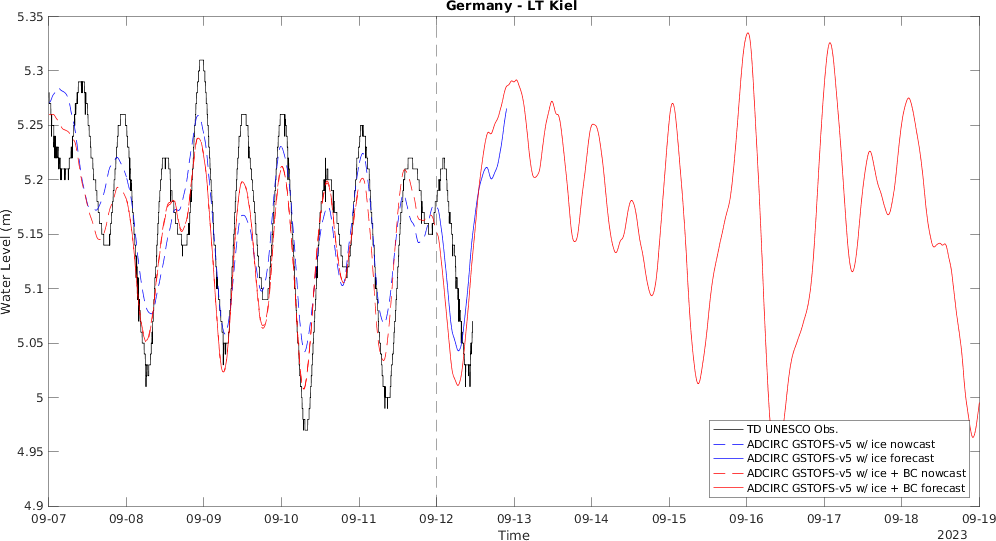 Germany - LT Kiel
5.35
5.3
5.25
5.2
5.15
5.1
5.05
5
4.95
4.9
Water Level (m)
09-07 09-08 09-09 09-10 09-11 09-12 09-13 09-14 09-15 09-16 09-17 09-18 09-19
Time
2023
TD UNESCO Obs.
ADCIRC GSTOFS-v5 w/ ice nowcast
ADCIRC GSTOFS-v5 w/ ice forecast
ADCIRC GSTOFS-v5 w/ ice + BC nowcast
ADCIRC GSTOFS-v5 w/ ice + BC forecast